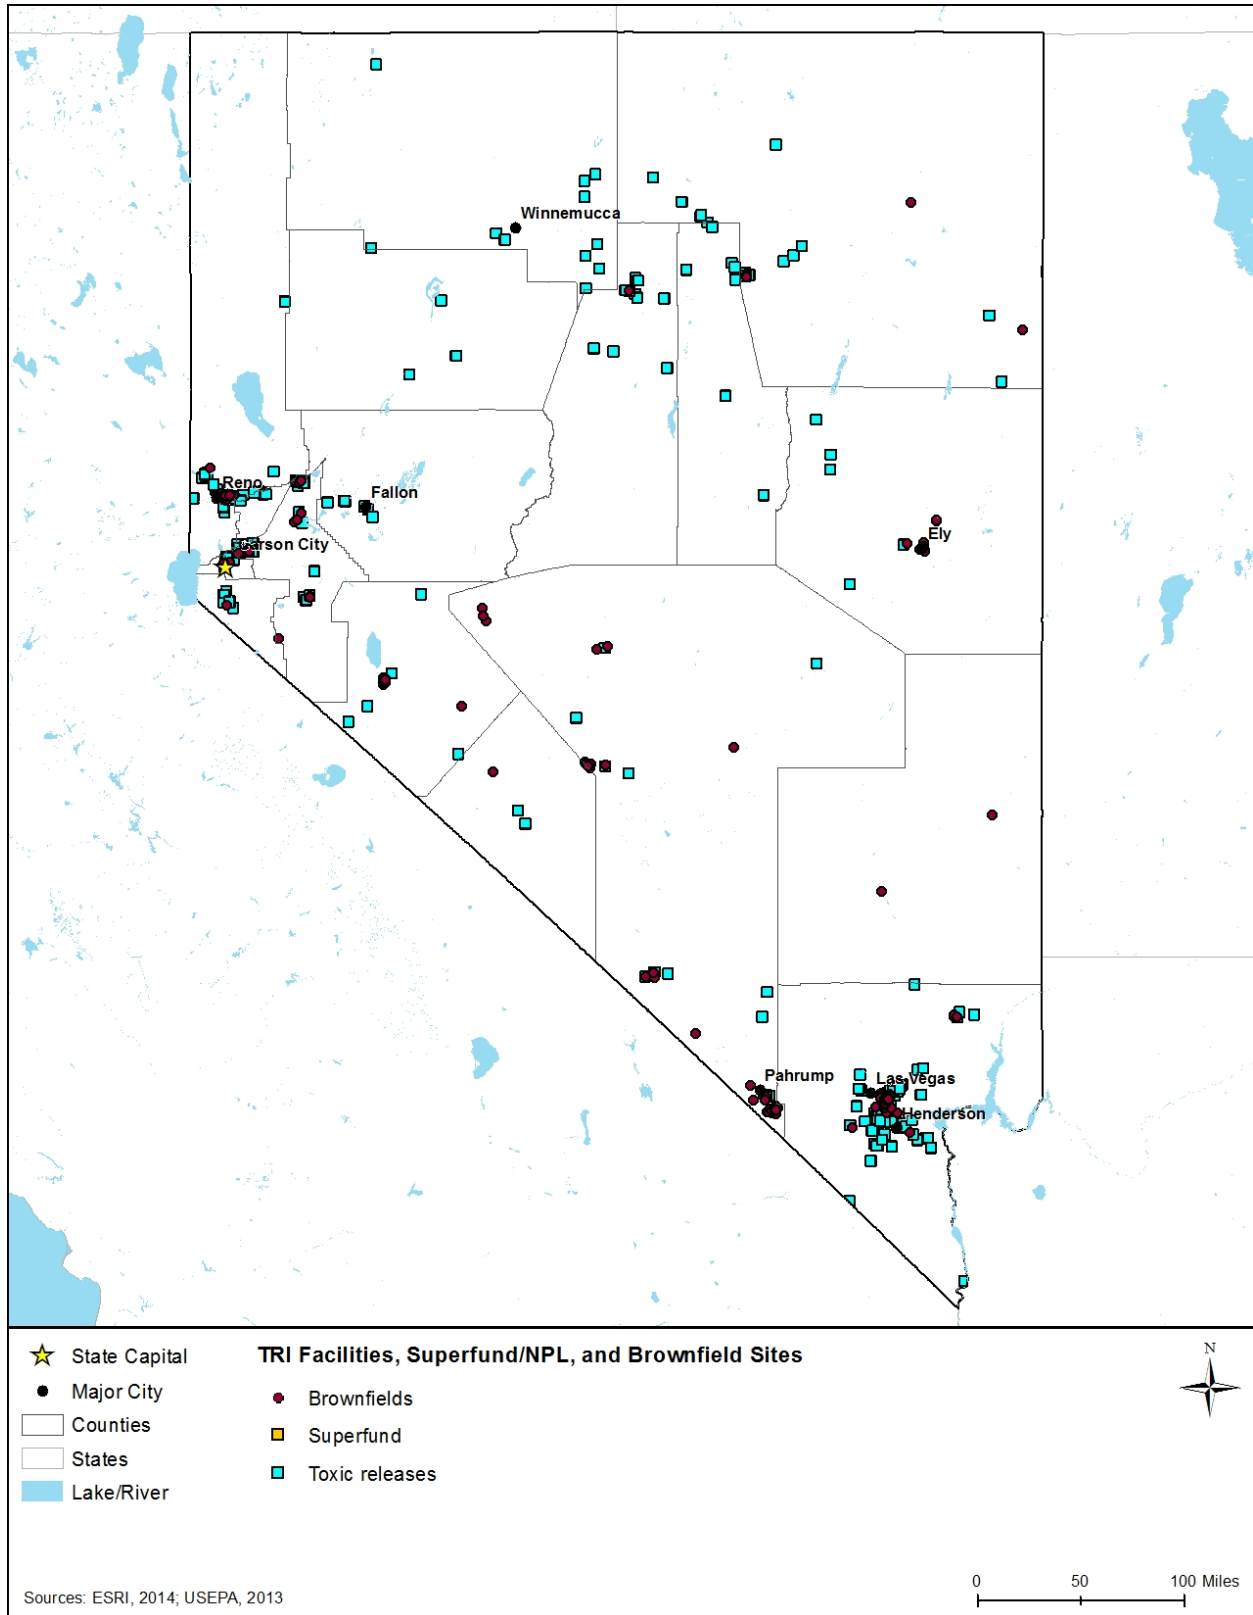 Winnemucca
Reno
Fallon
Carson City
Ely
Pahrump
Las Vegas
Henderson
State Capital
Major City
Counties
States
Lake/River
TRI Facilities, Superfund/NPL, and Brownfield Sites
Brownfields
Superfund
Toxic releases
N
Sources: ESRI, 2014; USEPA, 2013
0 50 100 Miles